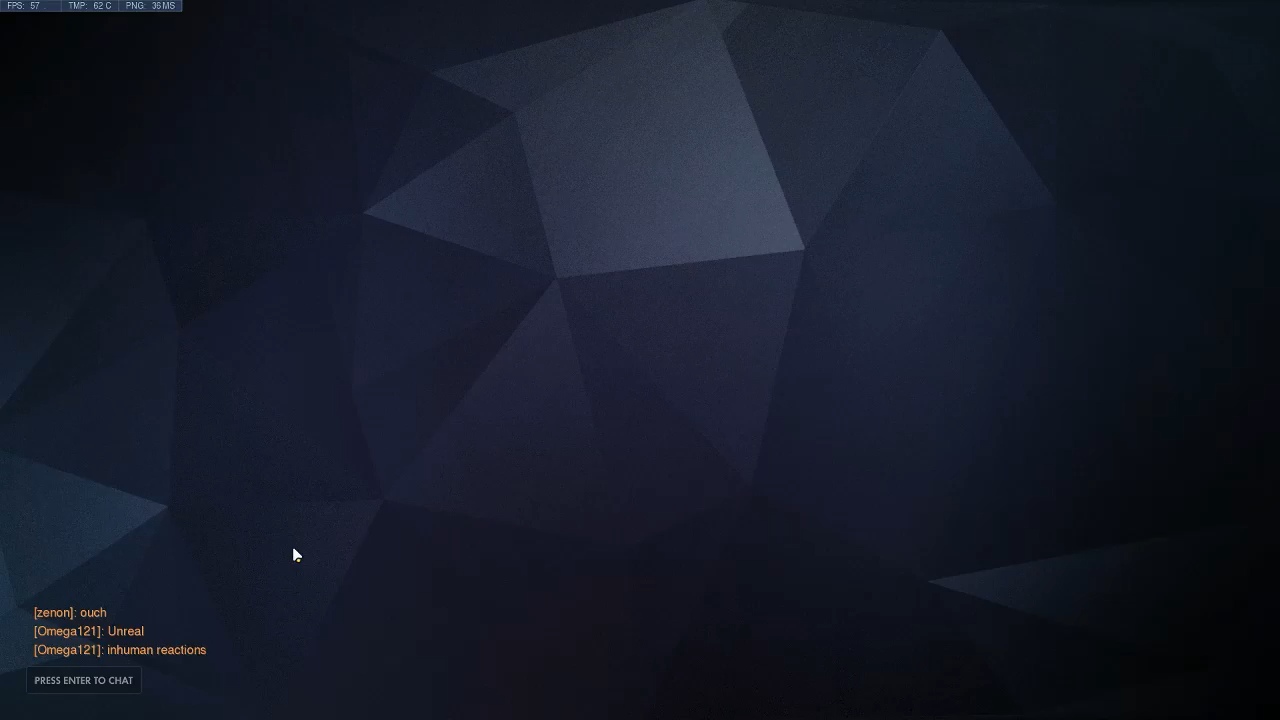 FPS: 57 TMP: 62 C PNG: 36 MS
[zenon]: ouch
[Omega121]: Unreal
[Omega121]: inhuman reactions
PRESS ENTER TO CHAT